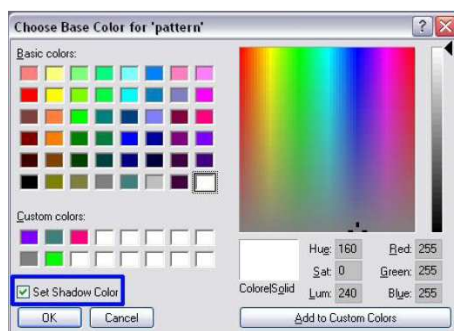 Choose Base Color for 'pattern'
Basic colors:
Custom colors:
Set Shadow Color
OK Cancel
Color|Solid
Hue: 160 Red: 255
Sat: 0 Green: 255
Lum: 240 Blue: 255
Add to Custom Colors